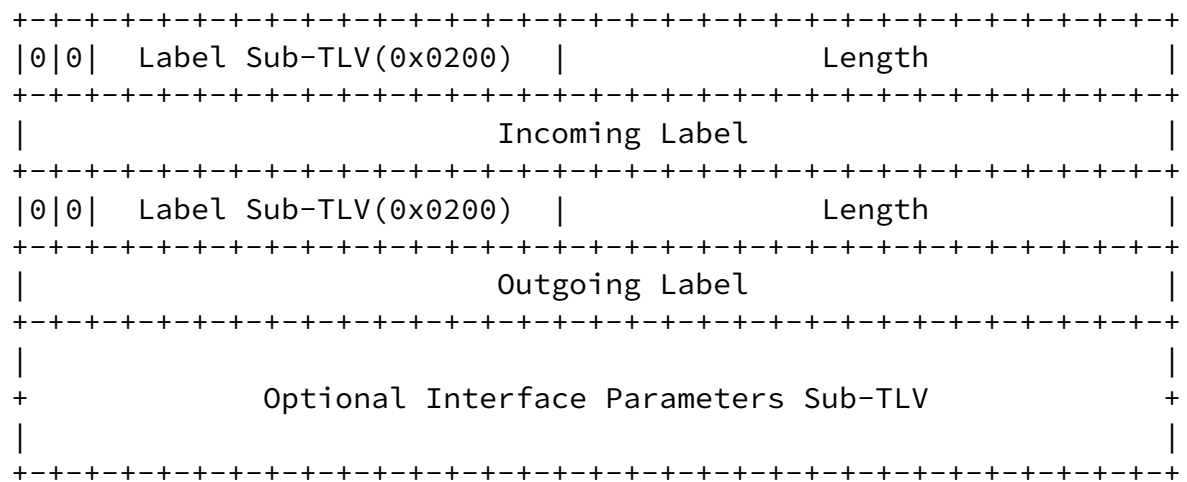 +-+-+-+-+-+-+-+-+-+-+-+-+-+-+-+-+-+-+-+-+-+-+-+-+-+-+-+-+-+-+-+-+
|0|0|  Label Sub-TLV(0x0200)  |              Length             |
+-+-+-+-+-+-+-+-+-+-+-+-+-+-+-+-+-+-+-+-+-+-+-+-+-+-+-+-+-+-+-+-+
|                          Incoming Label                       |
+-+-+-+-+-+-+-+-+-+-+-+-+-+-+-+-+-+-+-+-+-+-+-+-+-+-+-+-+-+-+-+-+
|0|0|  Label Sub-TLV(0x0200)  |              Length             |
+-+-+-+-+-+-+-+-+-+-+-+-+-+-+-+-+-+-+-+-+-+-+-+-+-+-+-+-+-+-+-+-+
|                          Outgoing Label                       |
+-+-+-+-+-+-+-+-+-+-+-+-+-+-+-+-+-+-+-+-+-+-+-+-+-+-+-+-+-+-+-+-+
|                                                               |
+             Optional Interface Parameters Sub-TLV             +
|                                                               |
+-+-+-+-+-+-+-+-+-+-+-+-+-+-+-+-+-+-+-+-+-+-+-+-+-+-+-+-+-+-+-+-+